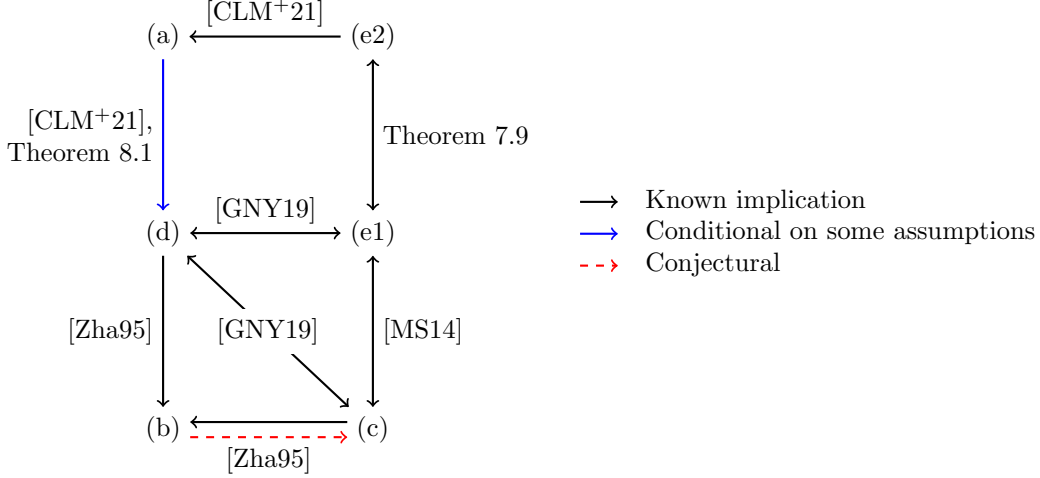 [CLM+21]
(a)
(e2)
[CLM+21],
Theorem 8.1
Theorem 7.9
[GNY19]
(d)
(e1)
[Zha95]
[GNY19]
[MS14]
(b)
(c)
[Zha95]
Known implication
Conditional on some assumptions
Conjectural